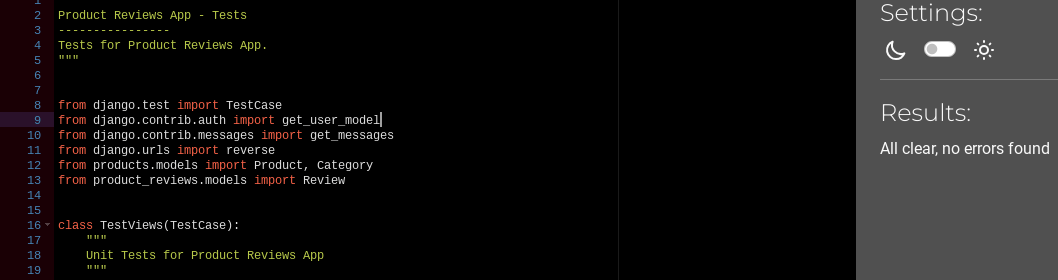 1
2 Product Reviews App - Tests
3 ----------------
4 Tests for Product Reviews App.
5 """
6
7
8 from django.test import TestCase
9 from django.contrib.auth import get_user_model
10 from django.contrib.messages import get_messages
11 from django.urls import reverse
12 from products.models import Product, Category
13 from product_reviews.models import Review
14
15
16 class TestViews(TestCase):
17 """
18 Unit Tests for Product Reviews App
19 """
Settings:
Results:
All clear, no errors found